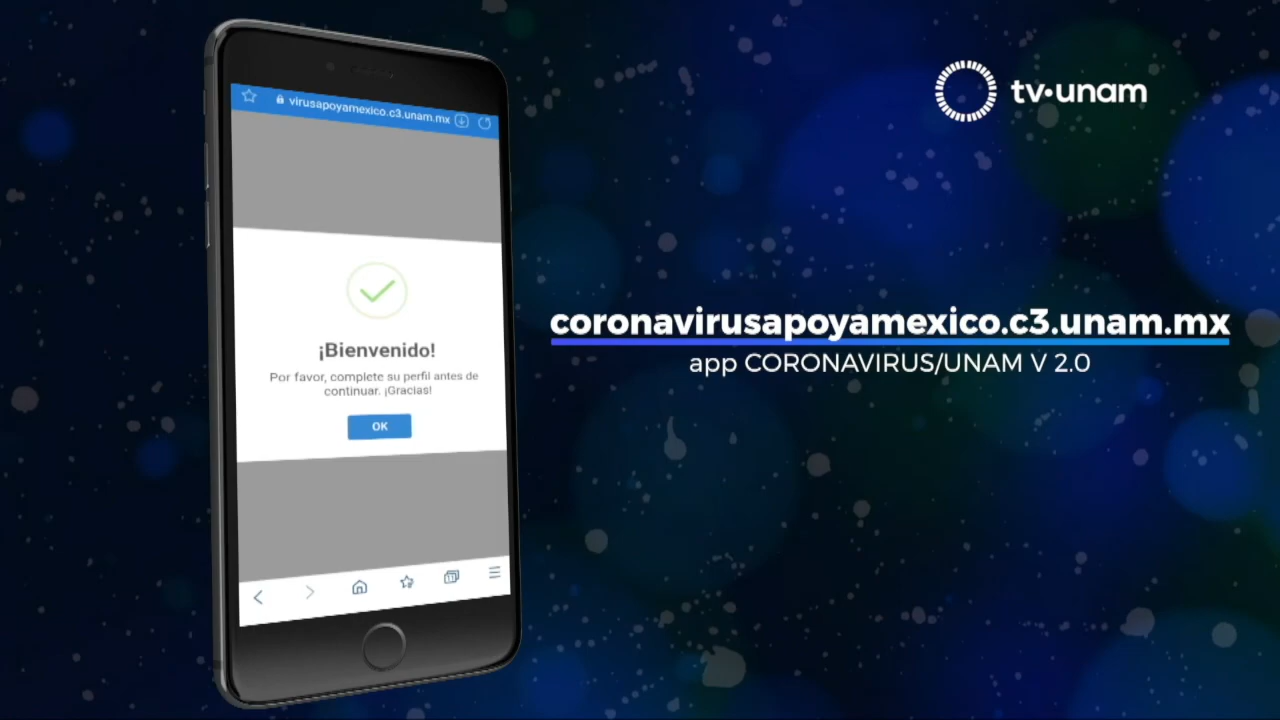 virusapoyamexico.c3.unam.mx
¡Bienvenido!
Por favor, complete su perfil antes de
continuar. ¡Gracias!
OK
tv·unam
coronavirusapoyamexico.c3.unam.mx
app CORONAVIRUS/UNAM V 2.0